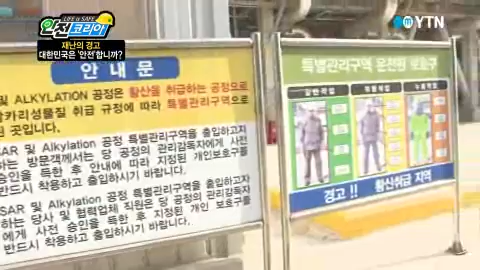 LIFE is SAFE
안전코리아
재난의 경고
대한민국은 '안전'합니까?
YTN
안 내 문
및 ALKYLATION 공정은 황산을 취급하는 공정으로
알카리성물질 취급 규정에 따라 특별관리구역으로
곳입니다.
SAR 및 Alkylation 공정 특별관리구역을 출입하고자
하는 방문객께서는 당 공정의 관리감독자에게 사전
승인을 득한 후 안내에 따라 지정된 개인보호구를
반드시 착용하고 출입하시기 바랍니다.
SAR 및 Alkylation 공정 특별관리구역을 출입하고자
하는 당사 및 협력업체 직원은 당 공정의 관리감독자
에게 사전 승인을 득한 후 지정된 개인 보호구를
반드시 착용하고 출입하시기 바랍니다.
특별관리구역 운전원 보호구
경고 !! 황산취급 지역